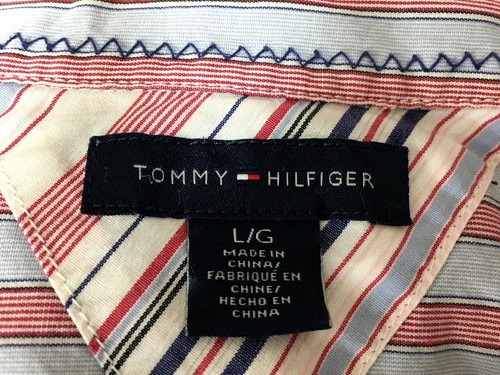 TOMMY HILFIGER
L/G
MADE IN
CHINA/
FABRIQUÉ EN
CHINE/
HECHO EN
CHINA